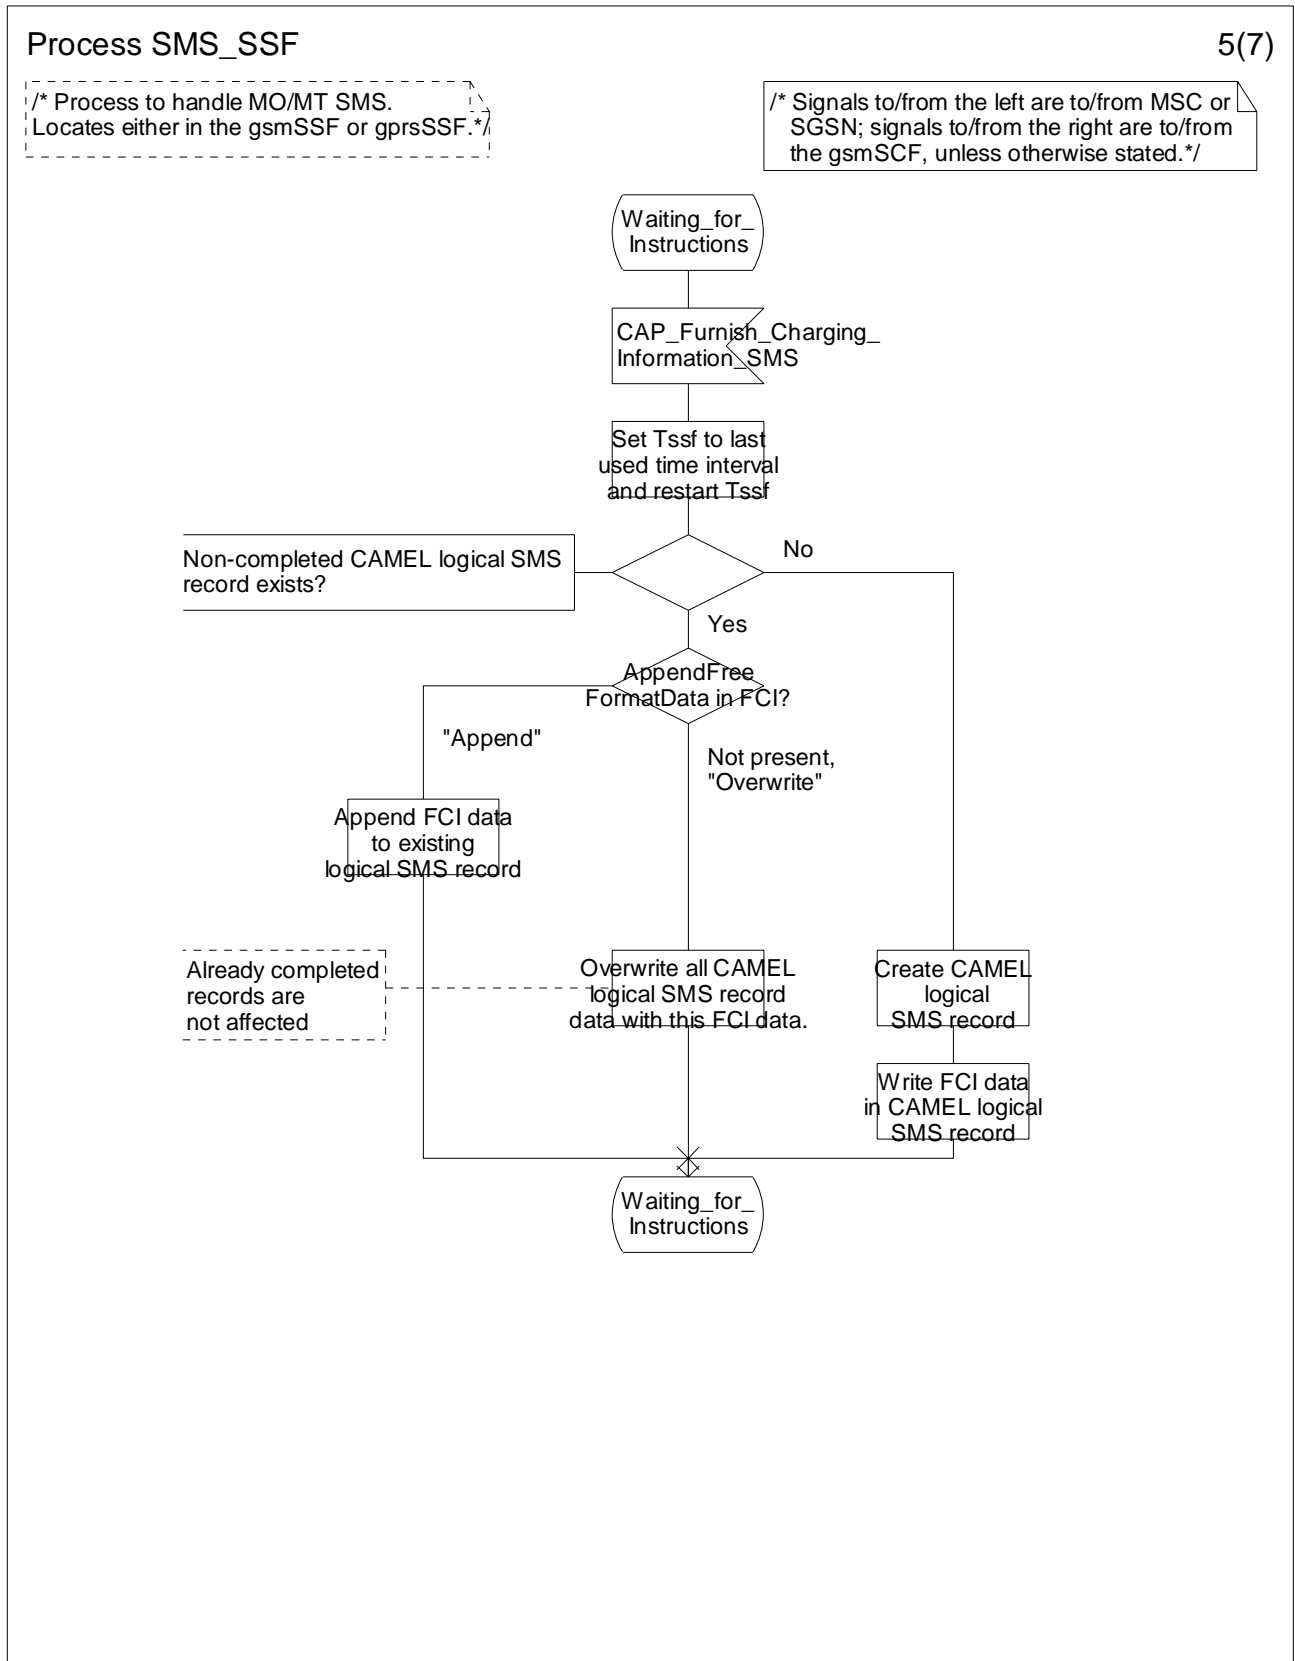 Process SMS_SSF
5(7)
/* Process to handle MO/MT SMS.
Locates either in the gsmSSF or gprsSSF.*/
/* Signals to/from the left are to/from MSC or
SGSN; signals to/from the right are to/from
the gsmSCF, unless otherwise stated.*/
Waiting_for_
Instructions
CAP_Furnish_Charging_
Information_SMS
Set Tssf to last
used time interval
and restart Tssf
Non-completed CAMEL logical SMS
record exists?
No
Yes
AppendFree
FormatData in FCI?
"Append"
Not present,
"Overwrite"
Append FCI data
to existing
logical SMS record
Already completed
records are
not affected
Overwrite all CAMEL
logical SMS record
data with this FCI data.
Create CAMEL
logical
SMS record
Write FCI data
in CAMEL logical
SMS record
Waiting_for_
Instructions